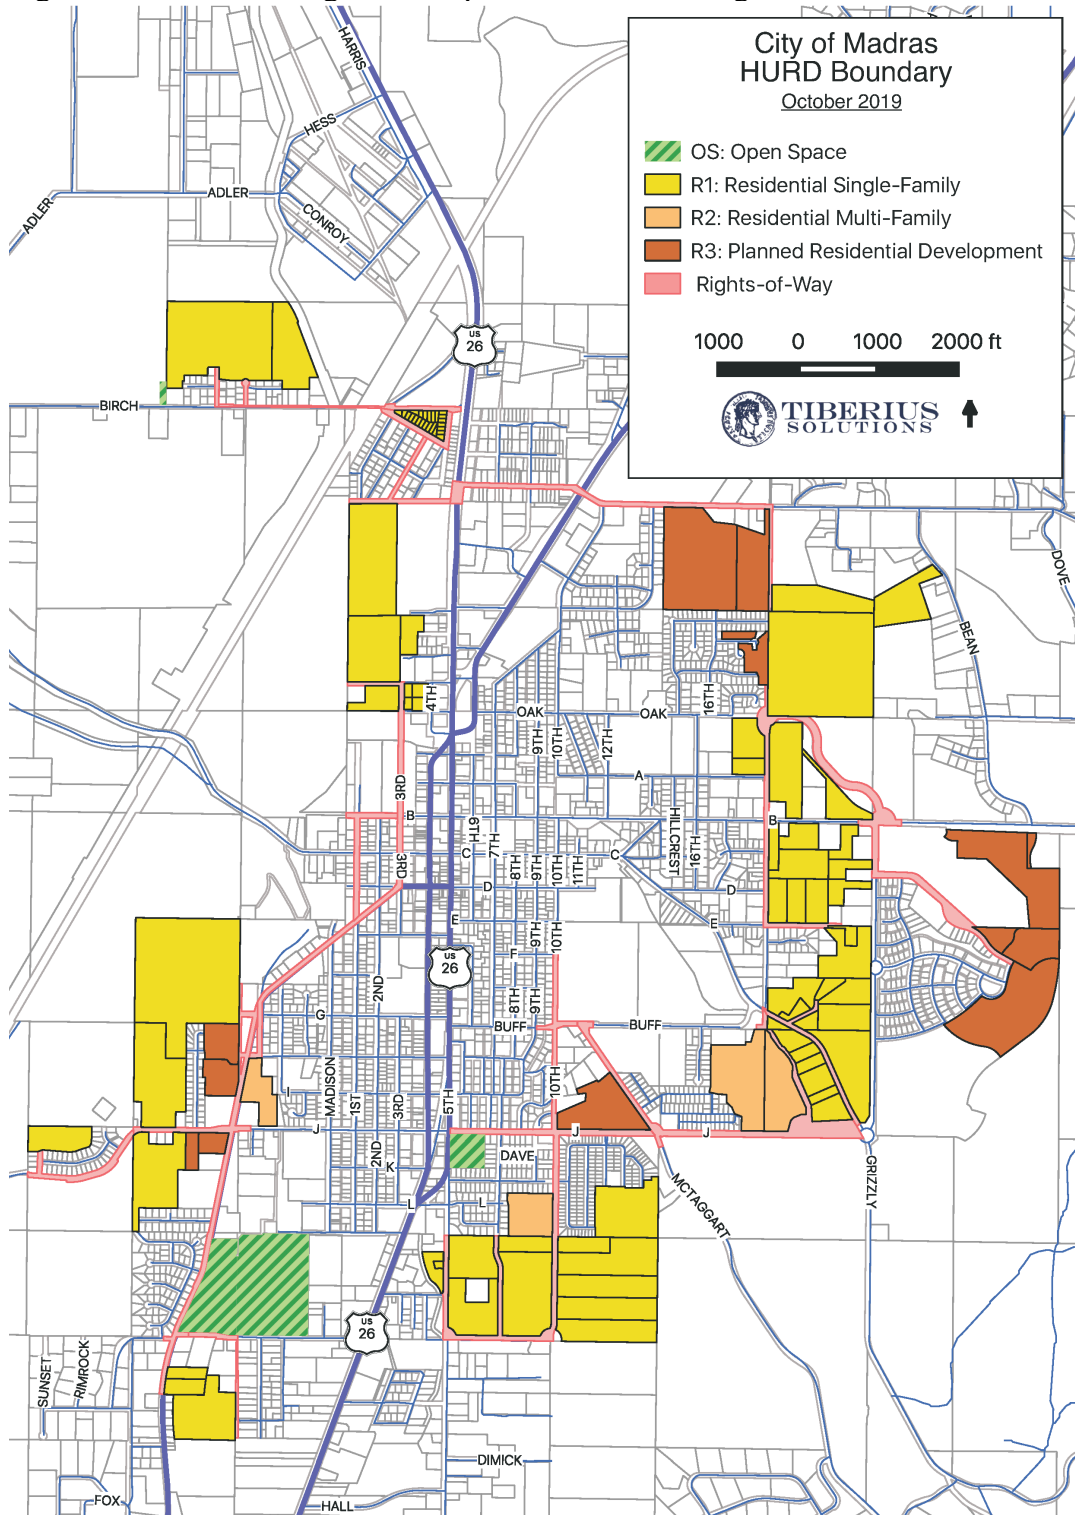 City of Madras
HURD Boundary
October 2019
OS: Open Space
R1: Residential Single-Family
R2: Residential Multi-Family
R3: Planned Residential Development
Rights-of-Way
1000 0 1000 2000 ft
TIBERIUS
SOLUTIONS
HARRIS
HESS
ADLER
ADLER
CONROY
US
26
BIRCH
DOVE
BEAN
4TH
16TH
OAK
OAK
9TH
10TH
12TH
A
3RD
B
B
6TH
7TH
HILLCREST
16TH
3RD
C
8TH
9TH
10TH
11TH
C
D
D
E
E
9TH
10TH
F
US
26
2ND
8TH
9TH
G
BUFF
BUFF
MADISON
I
1ST
3RD
5TH
10TH
J
J
J
2ND
K
DAVE
GRIZZLY
MCTAGGART
L
L
US
26
SUNSET
RIMROCK
DIMICK
FOX
HALL